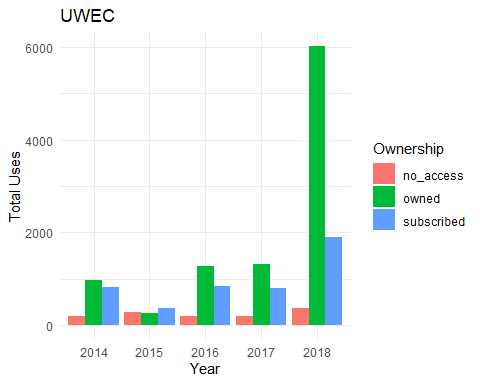 UWEC
6000
4000
2000
0
Total Uses
2014 2015 2016 2017 2018
Year
Ownership
no_access
owned
subscribed